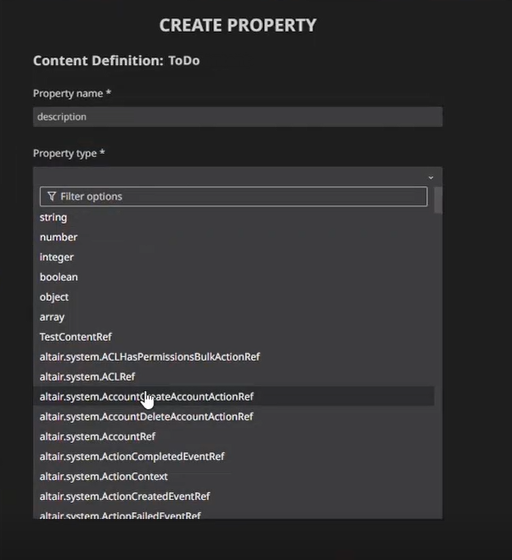 CREATE PROPERTY
Content Definition: ToDo
Property name *
description
Property type *
Filter options
string
number
integer
boolean
object
array
TestContentRef
altair.system.ACLHasPermissionsBulkActionRef
altair.system.ACLRef
altair.system.AccountCreateAccountActionRef
altair.system.AccountDeleteAccountActionRef
altair.system.AccountRef
altair.system.ActionCompletedEventRef
altair.system.ActionContext
altair.system.ActionCreatedEventRef
altair.system.ActionFailedEventRef